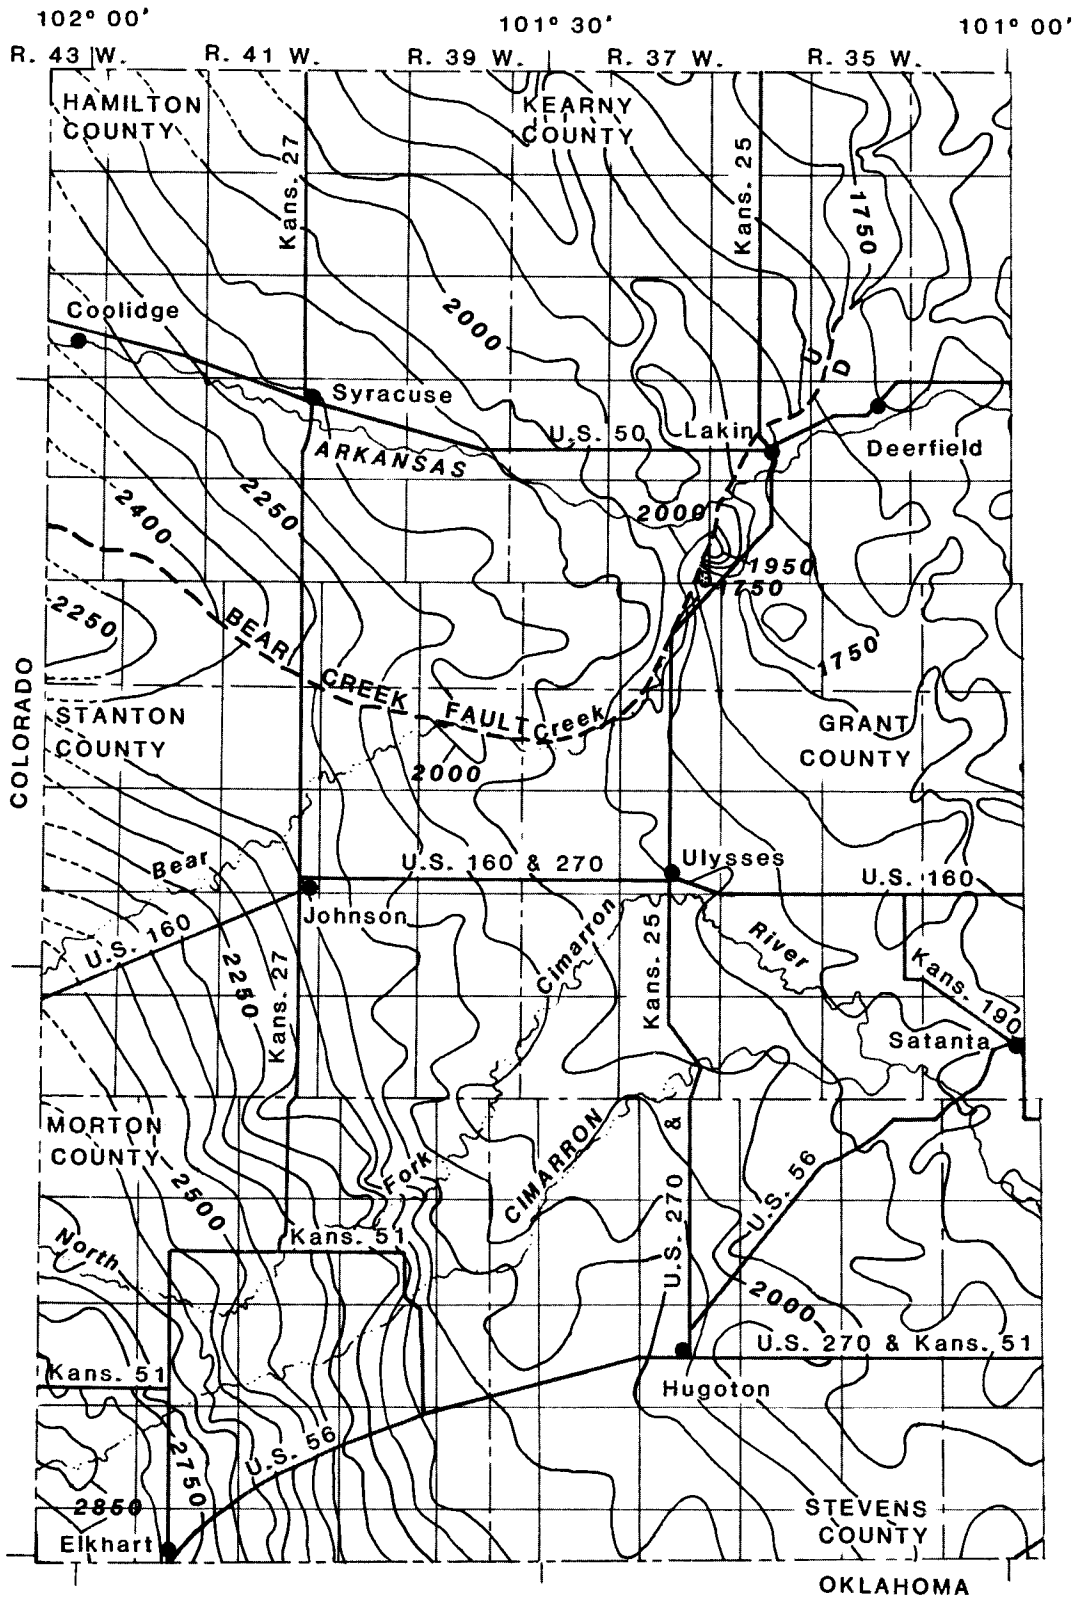 102° 00'
101° 30'
101° 00'
R. 43 W.
R. 41 W.
R. 39 W.
R. 37 W.
R. 35 W.
HAMILTON
COUNTY
KEARNY
COUNTY
Kans. 27
Kans. 25
1750
Coolidge
2000
U
D
Syracuse
U.S. 50
Lakin
Deerfield
ARKANSAS
2400
2250
2000
1950
1750
2250
BEAR
CREEK
FAULT
Creek
1750
COLORADO
STANTON
COUNTY
GRANT
COUNTY
2000
Bear
U.S. 160 & 270
Ulysses
U.S. 160
Johnson
U.S. 160
2250
Kans. 27
Cimarron
Kans. 25
River
Kans. 190
Satanta
MORTON
COUNTY
2500
Fork
CIMARRON
U.S. 270 &
U.S. 56
North
Kans. 51
2000
U.S. 270 & Kans. 51
Kans. 51
Hugoton
U.S. 56
2750
2850
Elkhart
STEVENS
COUNTY
OKLAHOMA